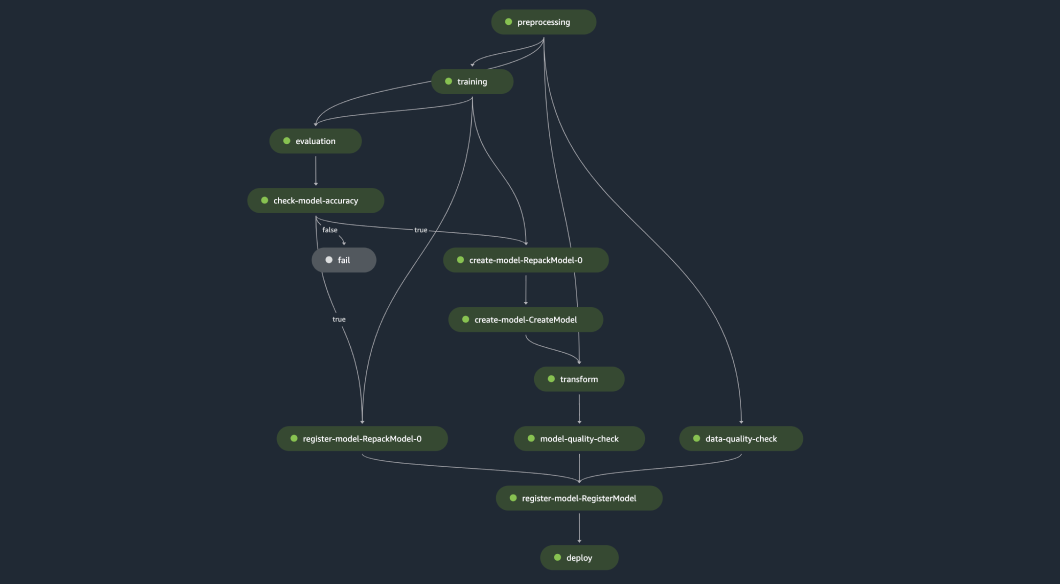 preprocessing
training
evaluation
check-model-accuracy
false
true
fail
create-model-RepackModel-0
true
create-model-CreateModel
transform
register-model-RepackModel-0
model-quality-check
data-quality-check
register-model-RegisterModel
deploy